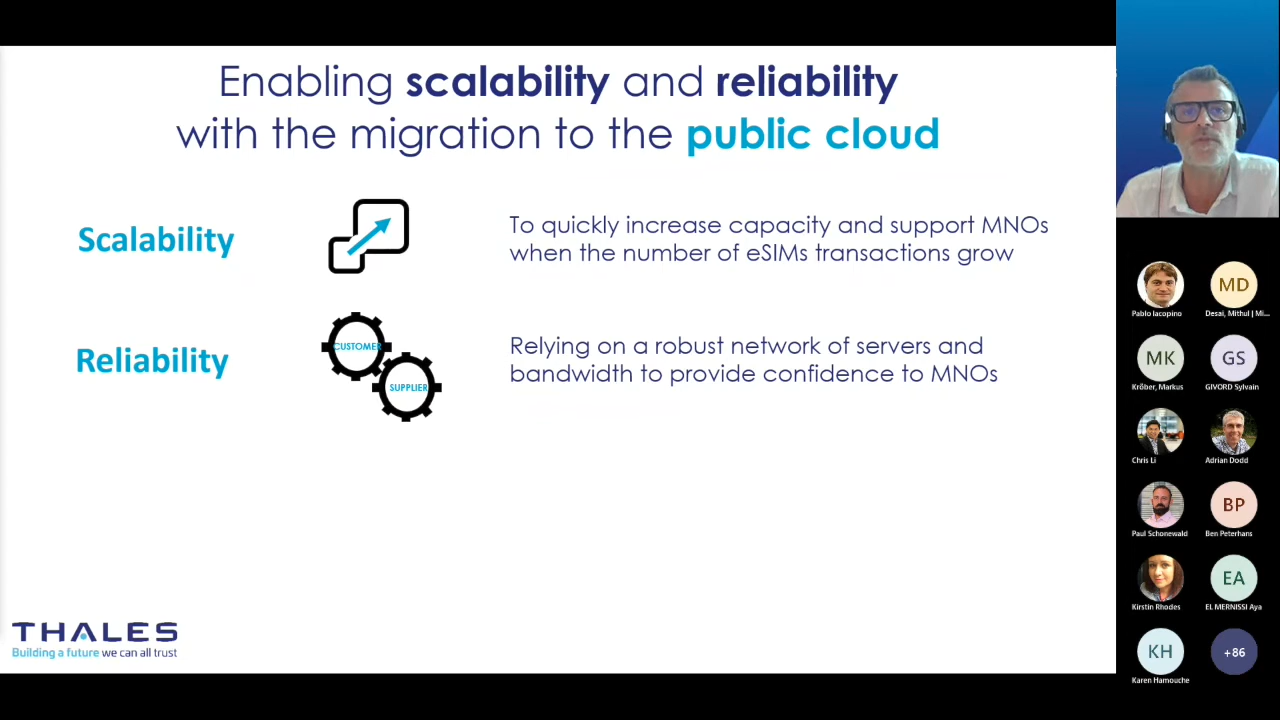 Enabling scalability and reliability
with the migration to the public cloud
Scalability
To quickly increase capacity and support MNOs
when the number of eSIMs transactions grow
CUSTOMER
SUPPLIER
Reliability
Relying on a robust network of servers and
bandwidth to provide confidence to MNOs
THALES
Building a future we can all trust
Pablo Iacopino
MD
Desai, Mithul | Mi...
MK
Kröber, Markus
GS
GIVORD Sylvain
Chris Li
Adrian Dodd
Paul Schonewald
BP
Ben Peterhans
Kirstin Rhodes
EA
EL MERNISSI Aya
KH
Karen Hamouche
+86